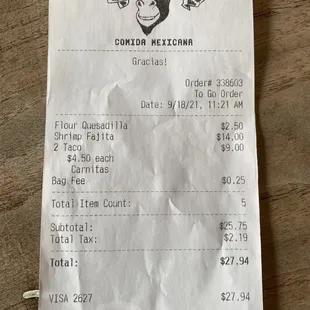 COMIDA MEXICANA
Gracias!
Order# 338603
To Go Order
Date: 9/18/21, 11:21 AM
Flour Quesadilla $2.50
Shrimp Fajita $14.00
2 Taco $9.00
$4.50 each
Carnitas
Bag Fee $0.25
Total Item Count: 5
Subtotal: $25.75
Total Tax: $2.19
Total: $27.94
VISA 2627 $27.94